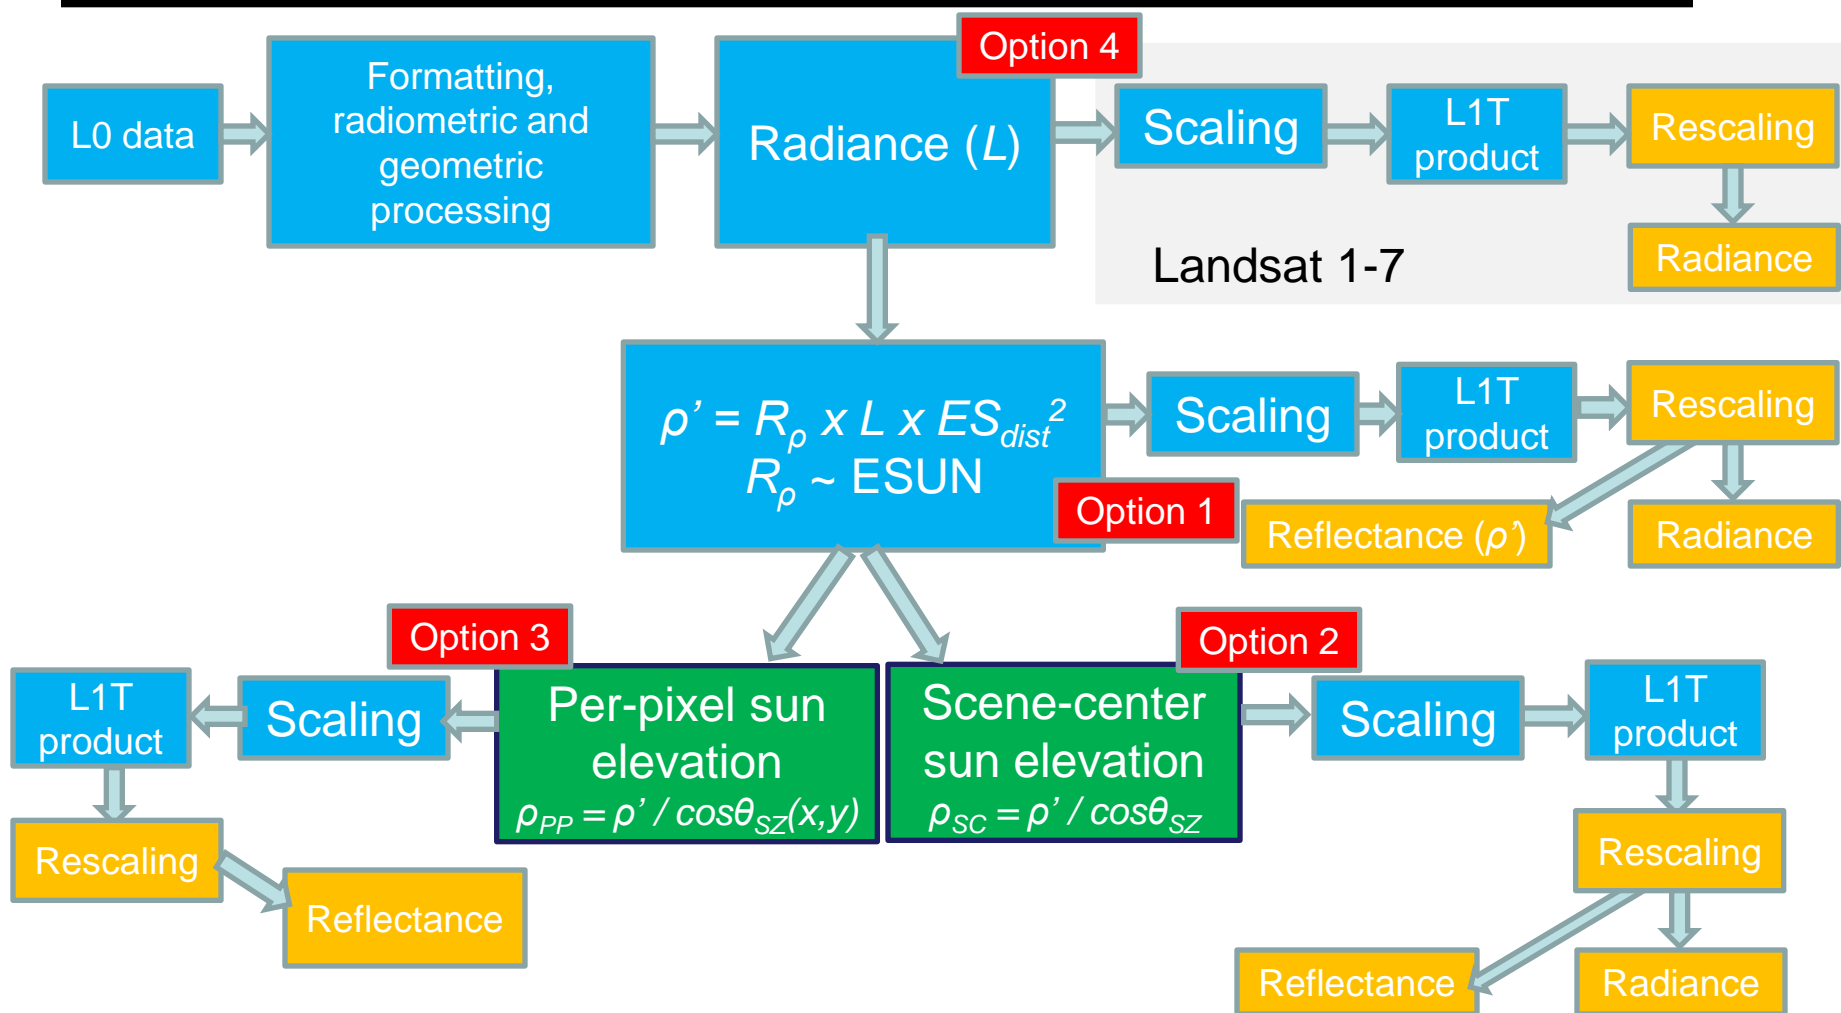 Option 4
L0 data
Formatting,
radiometric and
geometric
processing
Radiance (L)
Scaling
L1T
product
Rescaling
Radiance
Landsat 1-7
ρ’ = Rρ x L x ESdist²
Rρ ~ ESUN
Option 1
Scaling
L1T
product
Rescaling
Reflectance (ρ’)
Radiance
Option 3
Per-pixel sun
elevation
ρPP = ρ’ / cosθSZ(x,y)
Scaling
L1T
product
Rescaling
Reflectance
Option 2
Scene-center
sun elevation
ρSC = ρ’ / cosθSZ
Scaling
L1T
product
Rescaling
Reflectance
Radiance